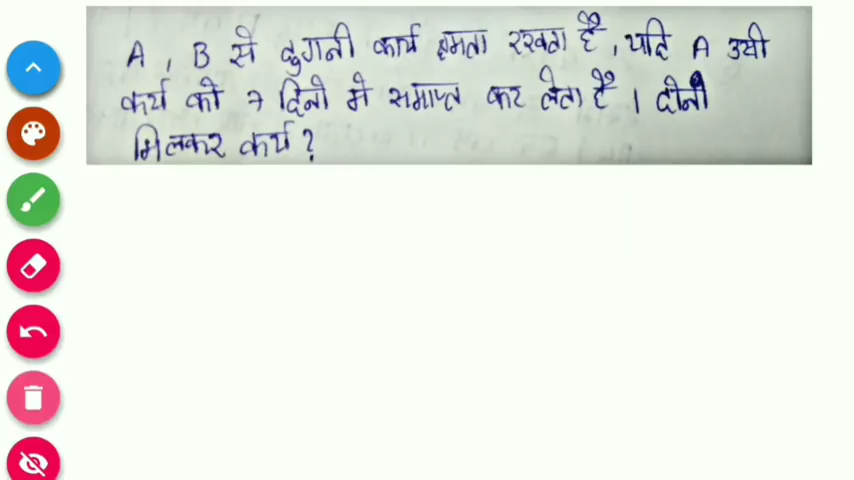 A, B से दुगनी कार्य क्षमता रखता है, यदि A उसी
कार्य को 7 दिनो मे समाप्त कर लेता है । दोनो
मिलकर कार्य ?